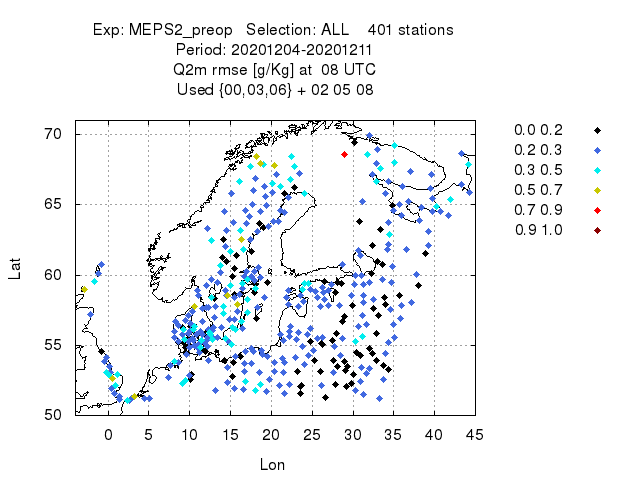 Exp: MEPS2_preop   Selection: ALL    401 stations
Period: 20201204-20201211
Q2m rmse [g/Kg] at  08 UTC
Used {00,03,06} + 02 05 08
70
65
60
55
50
Lat
0 5 10 15 20 25 30 35 40 45
Lon
0.0 0.2
0.2 0.3
0.3 0.5
0.5 0.7
0.7 0.9
0.9 1.0